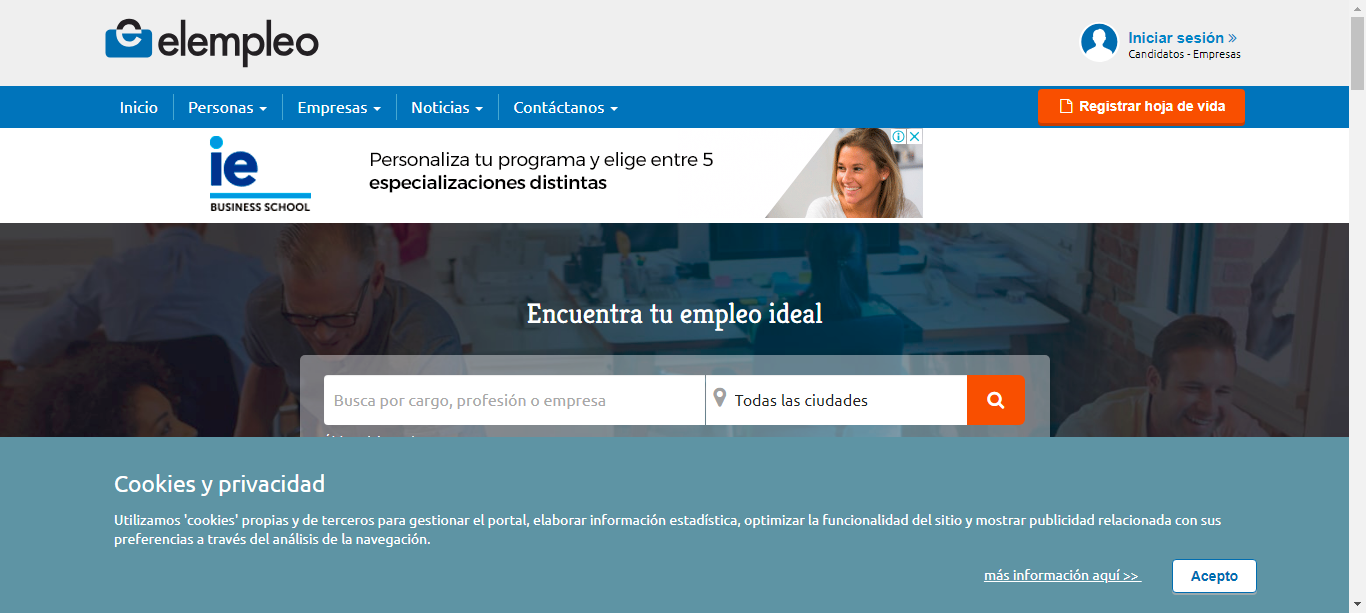 elempleo
Iniciar sesión »
Candidatos - Empresas
Inicio
Personas
Empresas
Noticias
Contáctanos
Registrar hoja de vida
ie
BUSINESS SCHOOL
Personaliza tu programa y elige entre 5
especializaciones distintas
Encuentra tu empleo ideal
Busca por cargo, profesión o empresa
Todas las ciudades
Cookies y privacidad
Utilizamos 'cookies' propias y de terceros para gestionar el portal, elaborar información estadística, optimizar la funcionalidad del sitio y mostrar publicidad relacionada con sus
preferencias a través del análisis de la navegación.
más información aquí >>
Acepto